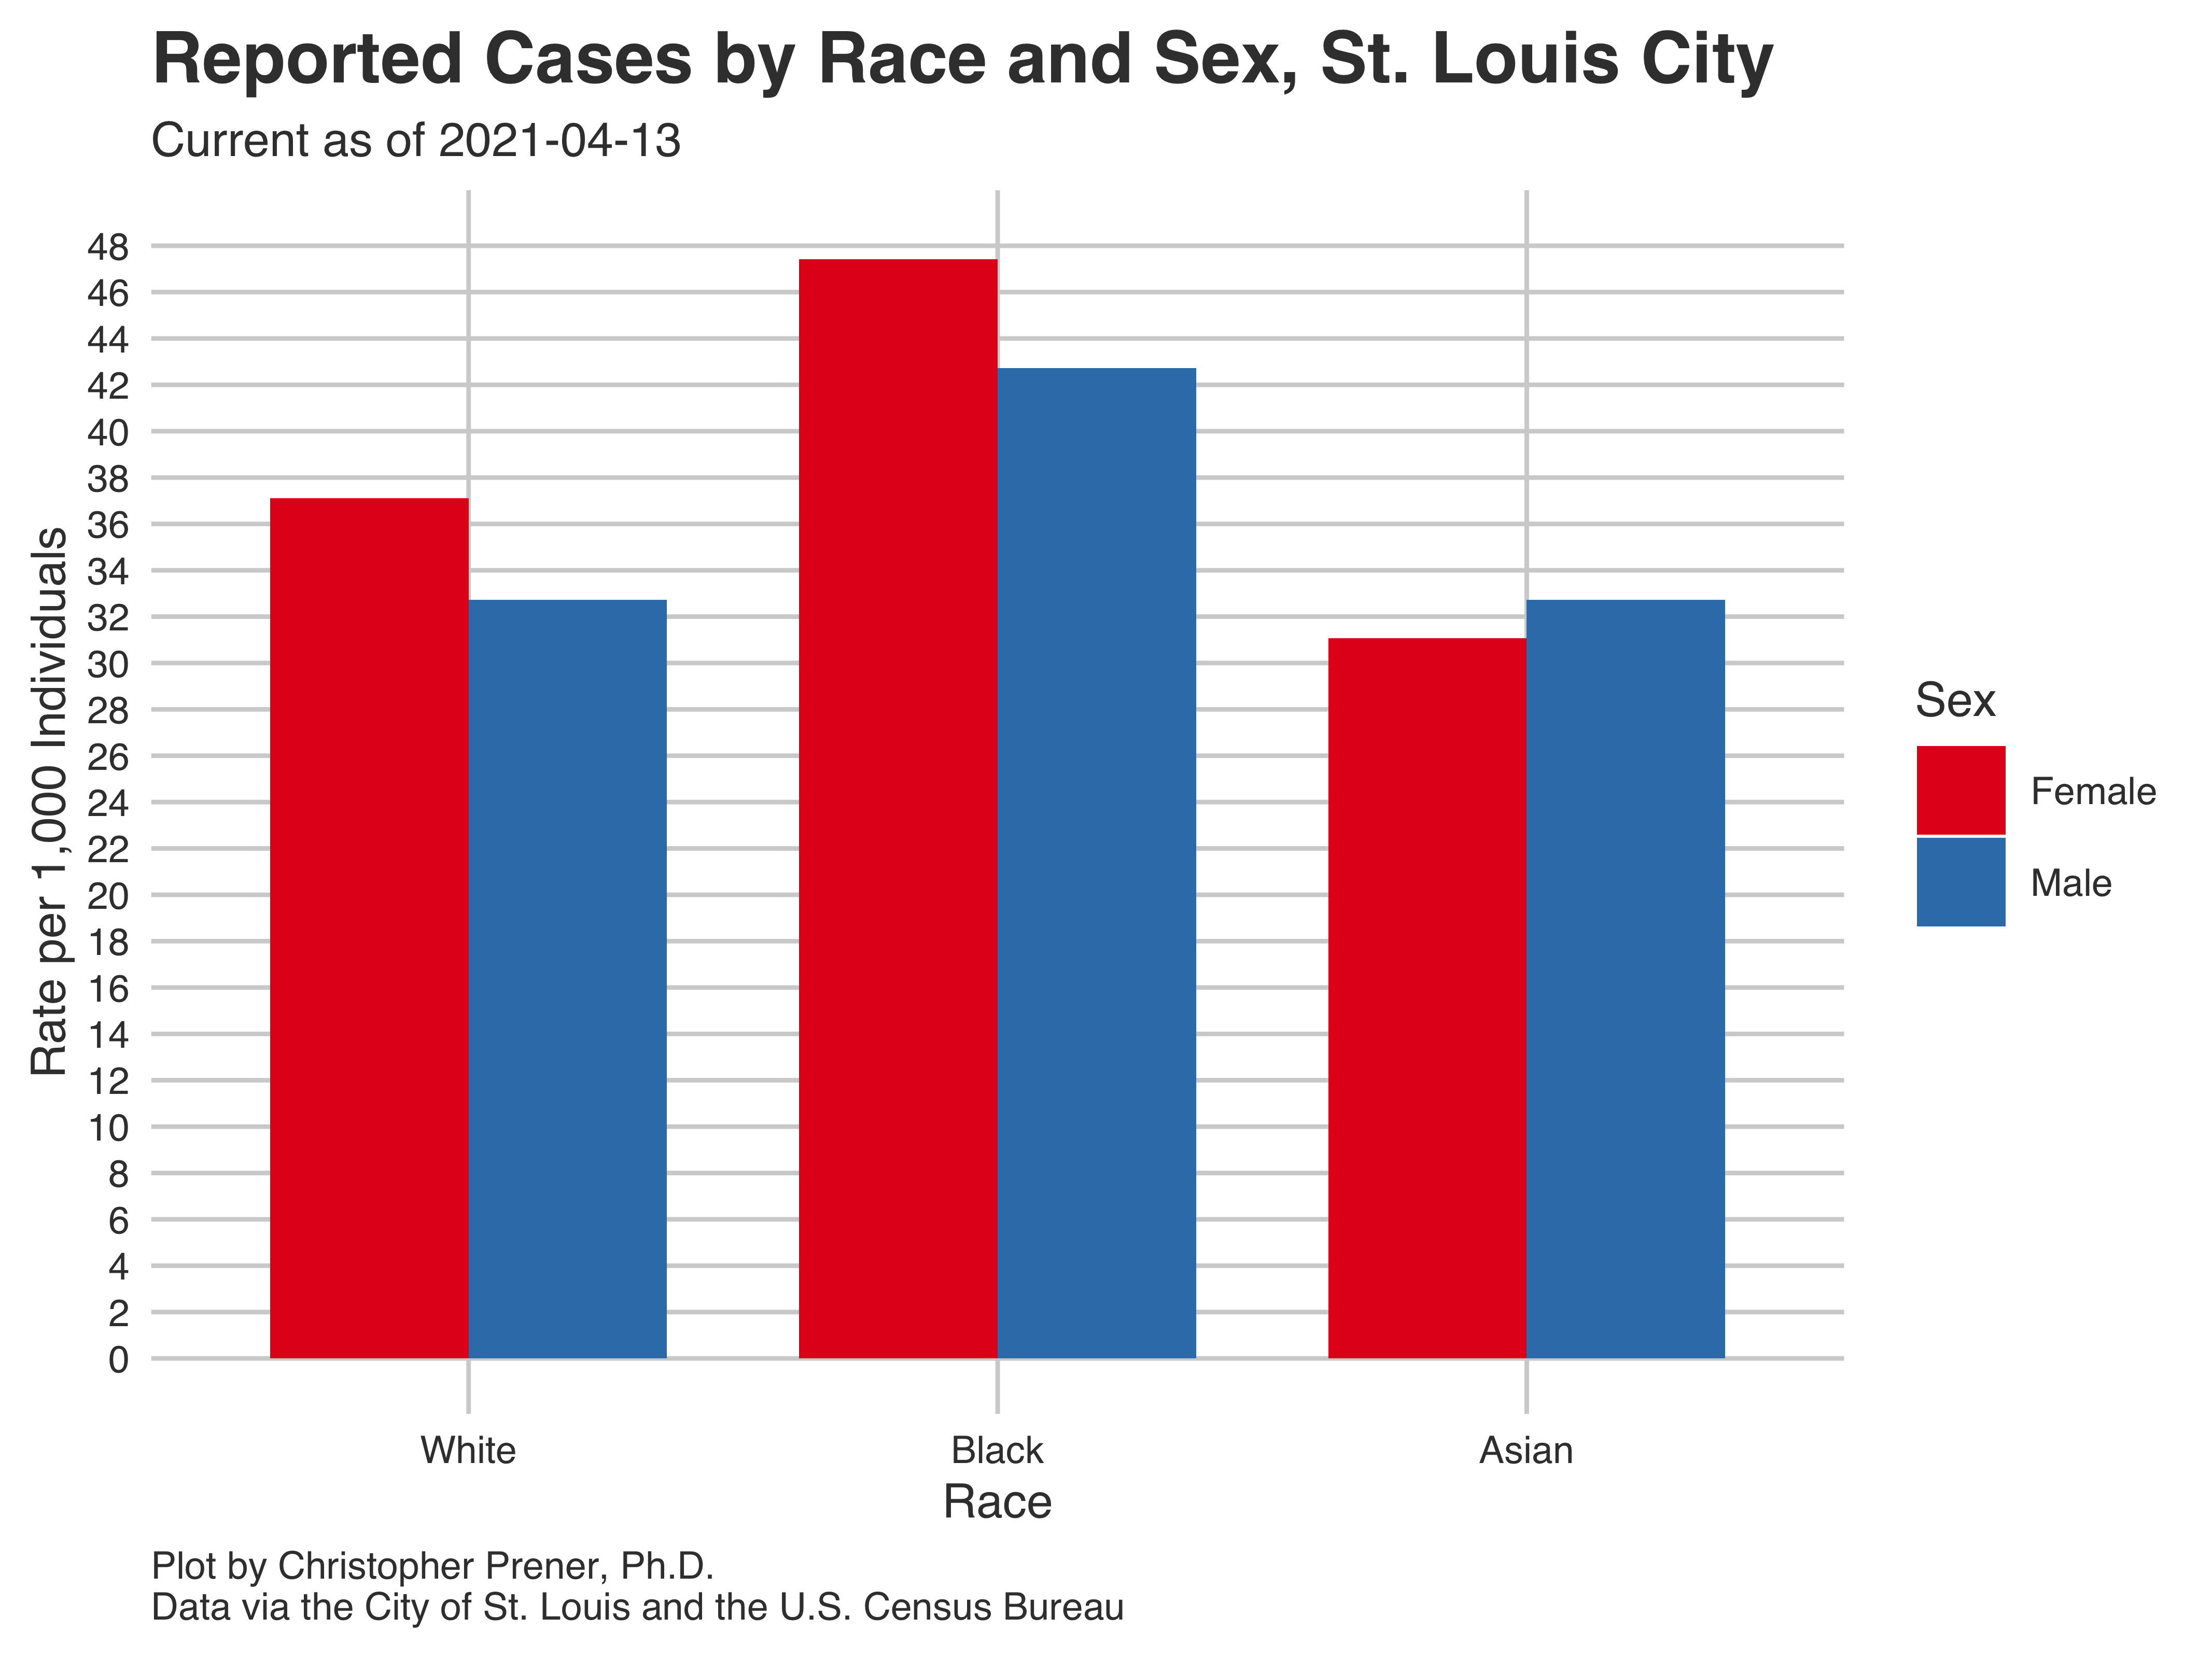 Reported Cases by Race and Sex, St. Louis City
Current as of 2021-04-13
Rate per 1,000 Individuals
48
46
44
42
40
38
36
34
32
30
28
26
24
22
20
18
16
14
12
10
8
6
4
2
0
White Black Asian
Race
Sex
Female
Male
Plot by Christopher Prener, Ph.D.
Data via the City of St. Louis and the U.S. Census Bureau